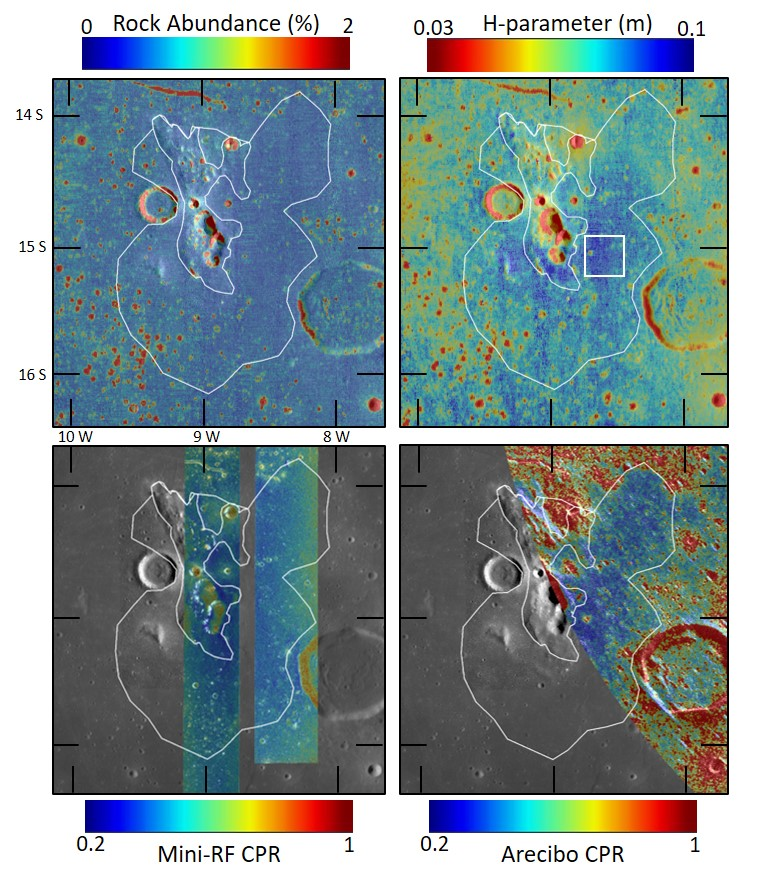 Rock Abundance (%)
0 2
H-parameter (m)
0.03 0.1
14 S
15 S
16 S
10 W 9 W 8 W
0.2 1
Mini-RF CPR
0.2 1
Arecibo CPR